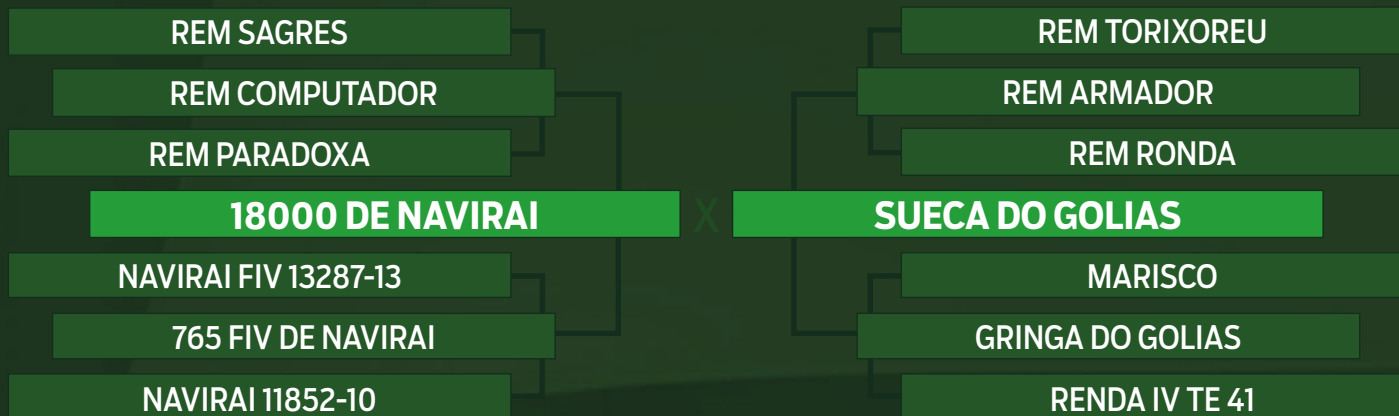 REM SAGRES
REM COMPUTADOR
REM PARADOXA
18000 DE NAVIRAI
NAVIRAI FIV 13287-13
765 FIV DE NAVIRAI
NAVIRAI 11852-10
X
REM TORIXOREU
REM ARMADOR
REM RONDA
SUECA DO GOLIAS
MARISCO
GRINGA DO GOLIAS
RENDA IV TE 41